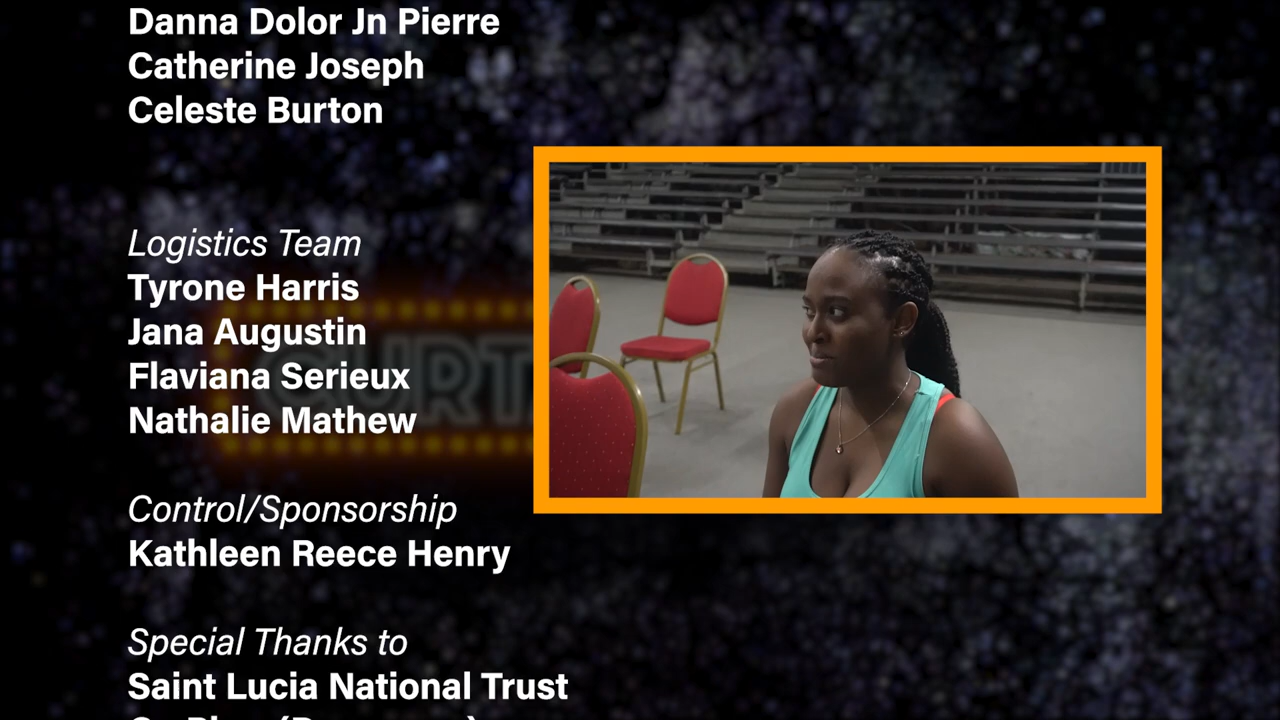 Danna Dolor Jn Pierre
Catherine Joseph
Celeste Burton
Logistics Team
Tyrone Harris
Jana Augustin
Flaviana Serieux
Nathalie Mathew
Control/Sponsorship
Kathleen Reece Henry
Special Thanks to
Saint Lucia National Trust